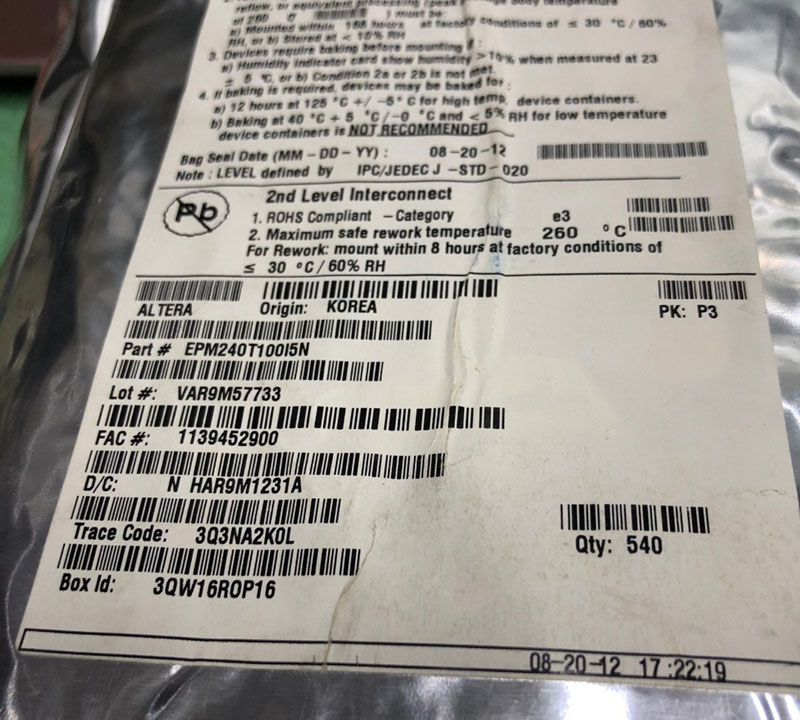 reflow, or equivalent processing (peak body temperature
of 260 °C ) must be:
a) Mounted within 168 hours at factory conditions of ≤ 30 °C/60%
RH, or b) Stored at < 10% RH
3. Devices require baking before mounting if :
a) Humidity indicator card show humidity > 10% when measured at 23
± 5 °C, or b) Condition 2a or 2b is not met.
4. If baking is required, devices may be baked for :
a) 12 hours at 125 °C +/ -5° C for high temp, device containers.
b) Baking at 40 °C + 5 °C/-0 °C and < 5% RH for low temperature
device containers is NOT RECOMMENDED
Bag Seal Date (MM - DD - YY) : 08-20-12
Note : LEVEL defined by IPC/JEDEC J -STD - 020
Pb
2nd Level Interconnect
1. ROHS Compliant -Category e3
2. Maximum safe rework temperature 260 °C
For Rework: mount within 8 hours at factory conditions of
≤ 30 °C/60% RH
ALTERA Origin: KOREA PK: P3
Part # EPM240T100I5N
Lot #: VAR9M57733
FAC #: 1139452900
D/C: N HAR9M1231A
Trace Code: 3Q3NA2K0L
Qty: 540
Box Id: 3QW16R0P16
08-20-12 17:22:19